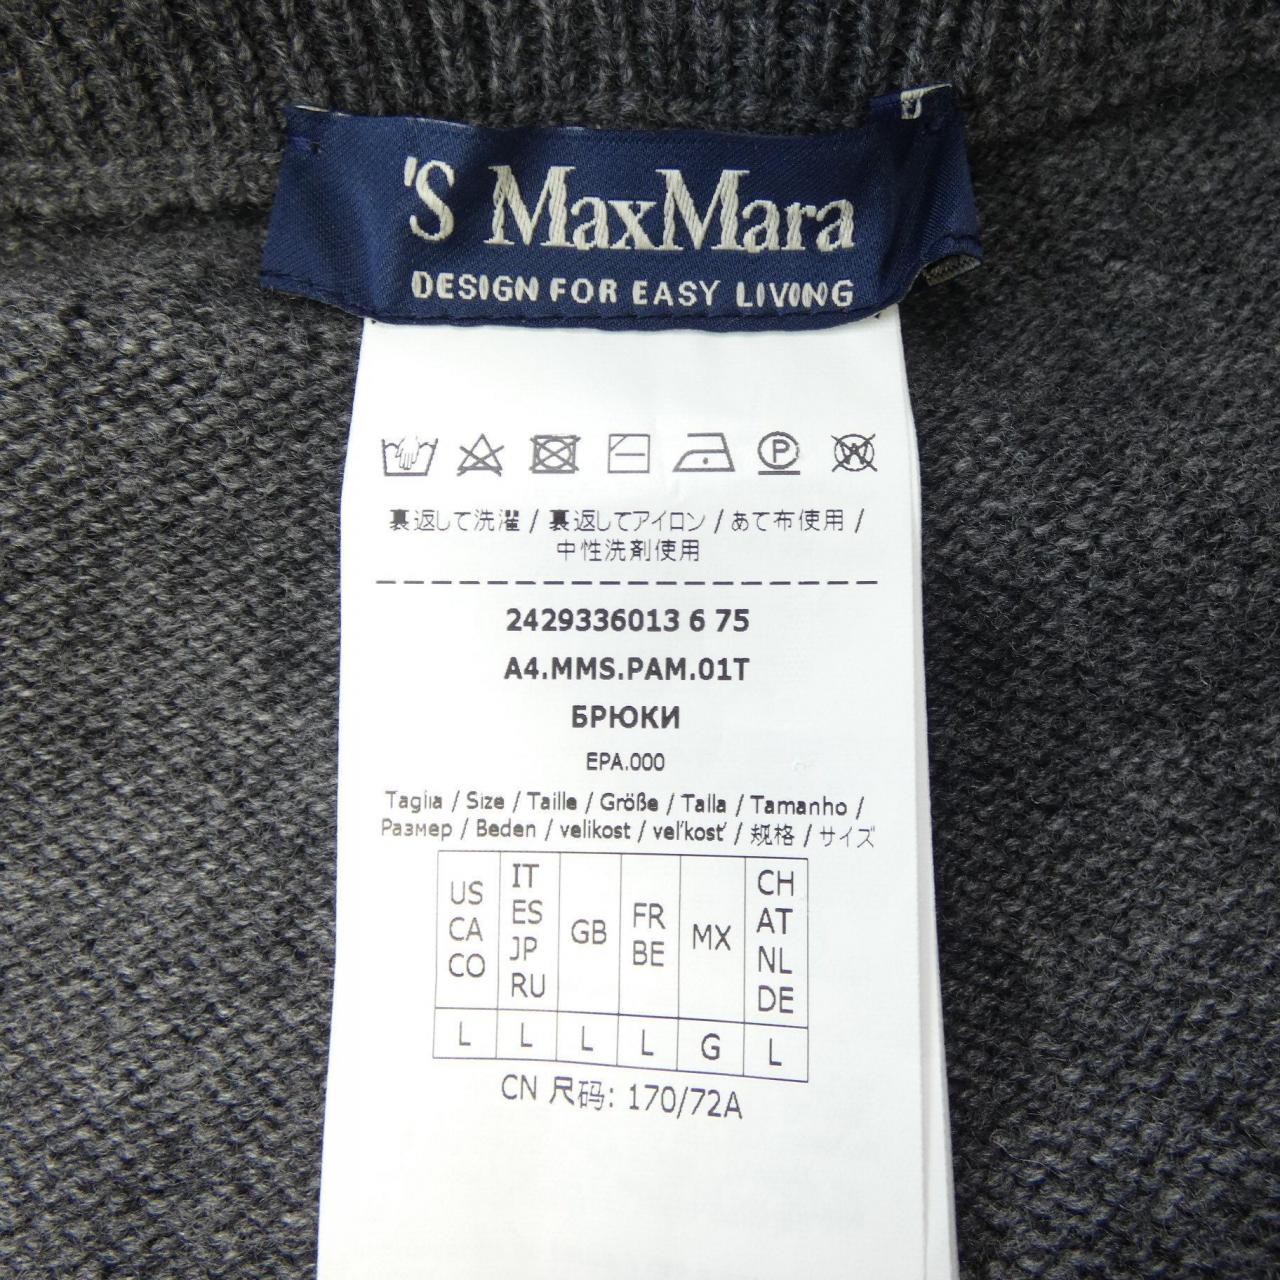 'S MaxMara
DESIGN FOR EASY LIVING
P
W
裏返して洗濯 / 裏返してアイロン / あて布使用 /
中性洗剤使用
2429336013 6 75
A4.MMS.PAM.01T
БРЮКИ
EPA.000
Taglia / Size / Taille / Größe / Talla / Tamanho /
Размер / Beden / velikost / veľkosť / 规格 / サイズ
US CA CO | IT ES JP RU | GB | FR BE | MX | CH AT NL DE
L | L | L | L | G | L
CN 尺码: 170/72A